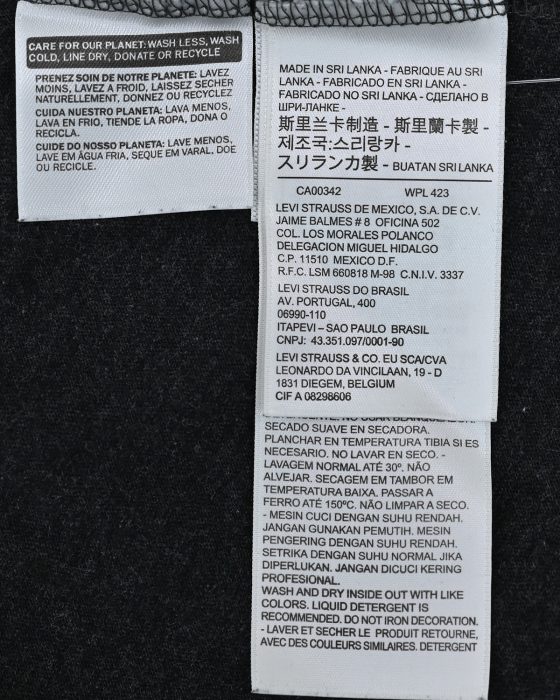 CARE FOR OUR PLANET: WASH LESS, WASH
COLD, LINE DRY, DONATE OR RECYCLE
PRENEZ SOIN DE NOTRE PLANETE: LAVEZ
MOINS, LAVEZ A FROID, LAISSEZ SECHER
NATURELLEMENT, DONNEZ OU RECYCLEZ
CUIDA NUESTRO PLANETA: LAVA MENOS,
LAVA EN FRIO, TIENDE LA ROPA, DONA O
RECICLA.
CUIDE DO NOSSO PLANETA: LAVE MENOS,
LAVE EM ÁGUA FRIA, SEQUE EM VARAL, DOE
OU RECICLE.
MADE IN SRI LANKA - FABRIQUE AU SRI
LANKA - FABRICADO EN SRI LANKA -
FABRICADO NO SRI LANKA - СДЕЛАНО В
ШРИ-ЛАНКЕ -
斯里兰卡制造 - 斯里蘭卡製 -
제조국:스리랑카 -
スリランカ製 - BUATAN SRI LANKA
CA00342 WPL 423
LEVI STRAUSS DE MEXICO, S.A. DE C.V.
JAIME BALMES # 8 OFICINA 502
COL. LOS MORALES POLANCO
DELEGACION MIGUEL HIDALGO
C.P. 11510 MEXICO D.F.
R.F.C. LSM 660818 M-98 C.N.I.V. 3337
LEVI STRAUSS DO BRASIL
AV. PORTUGAL, 400
06990-110
ITAPEVI – SAO PAULO BRASIL
CNPJ: 43.351.097/0001-90
LEVI STRAUSS & CO. EU SCA/CVA
LEONARDO DA VINCILAAN, 19 - D
1831 DIEGEM, BELGIUM
CIF A 08298606
SECADO SUAVE EN SECADORA.
PLANCHAR EN TEMPERATURA TIBIA SI ES
NECESARIO. NO LAVAR EN SECO. -
LAVAGEM NORMAL ATÉ 30º. NÃO
ALVEJAR. SECAGEM EM TAMBOR EM
TEMPERATURA BAIXA. PASSAR A
FERRO ATÉ 150ºC. NÃO LIMPAR A SECO.
- MESIN CUCI DENGAN SUHU RENDAH.
JANGAN GUNAKAN PEMUTIH. MESIN
PENGERING DENGAN SUHU RENDAH.
SETRIKA DENGAN SUHU NORMAL JIKA
DIPERLUKAN. JANGAN DICUCI KERING
PROFESIONAL.
WASH AND DRY INSIDE OUT WITH LIKE
COLORS. LIQUID DETERGENT IS
RECOMMENDED. DO NOT IRON DECORATION.
- LAVER ET SECHER LE PRODUIT RETOURNE,
AVEC DES COULEURS SIMILAIRES. DETERGENT